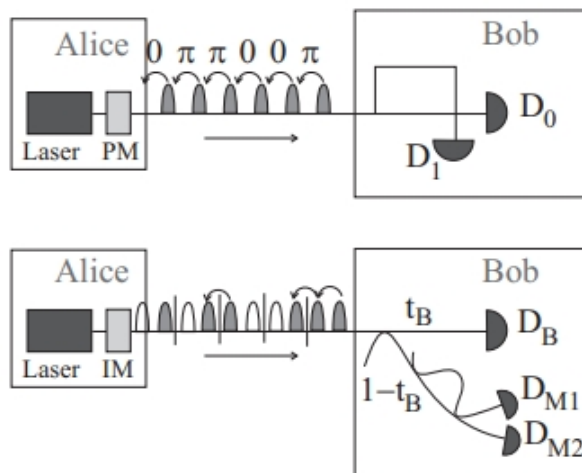 Alice
Bob
0 π π 0 0 π
D0
D1
Laser PM
Alice
Bob
tB
DB
1−tB
DM1
DM2
Laser IM